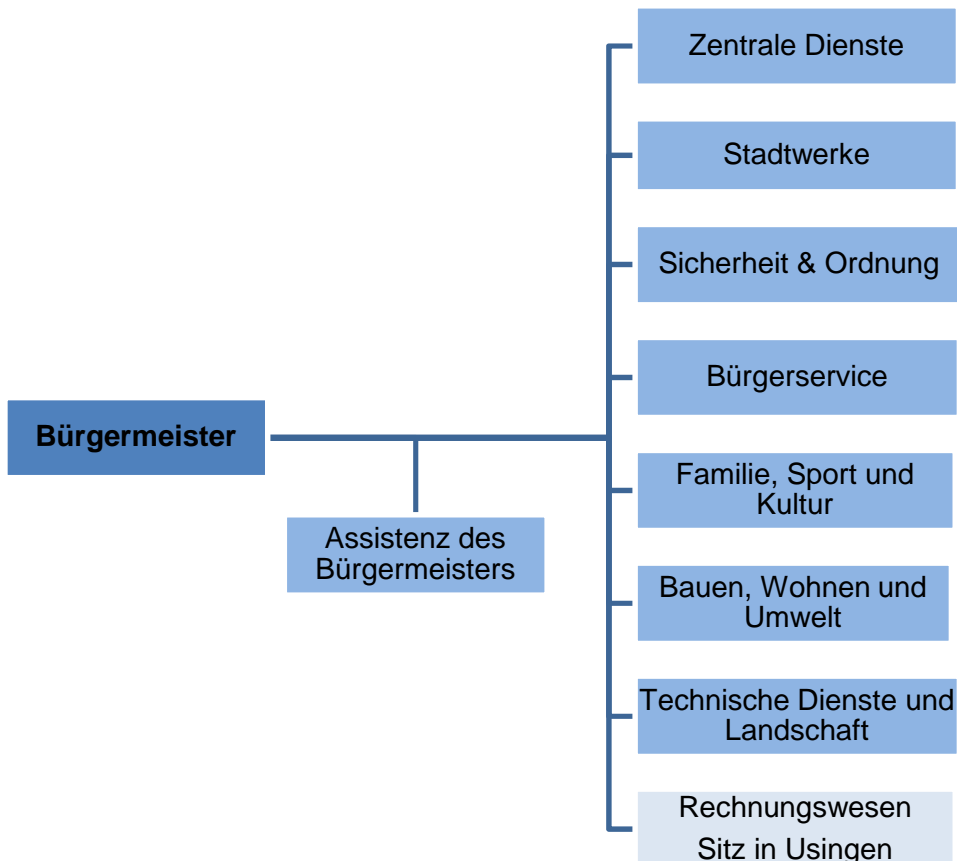 Zentrale Dienste
Stadtwerke
Sicherheit & Ordnung
Bürgerservice
Bürgermeister
Familie, Sport und
Kultur
Assistenz des
Bürgermeisters
Bauen, Wohnen und
Umwelt
Technische Dienste und
Landschaft
Rechnungswesen
Sitz in Usingen